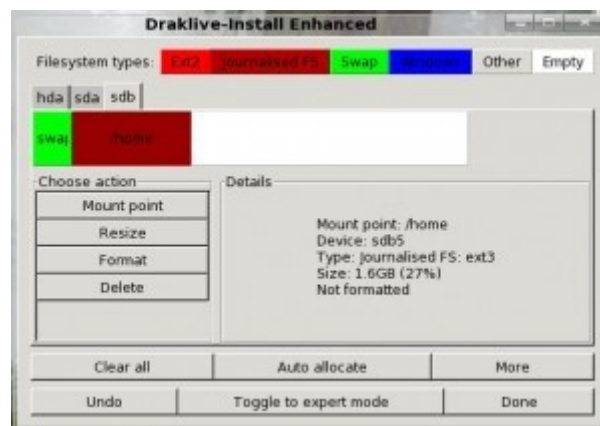 Draklive-Install Enhanced
Filesystem types: Ext2 Journalised FS Swap Windows Other Empty
hda sda sdb
swap /home
Choose action
Mount point
Resize
Format
Delete
Details
Mount point: /home
Device: sdb5
Type: Journalised FS: ext3
Size: 1.6GB (27%)
Not formatted
Clear all Auto allocate More
Undo Toggle to expert mode Done